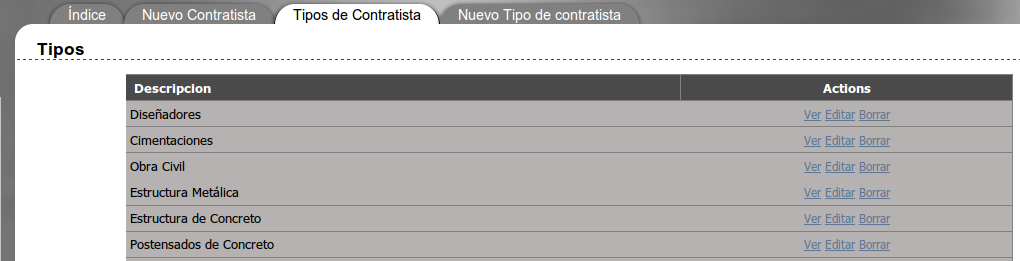 Índice Nuevo Contratista Tipos de Contratista Nuevo Tipo de contratista
Tipos
Descripcion Actions
Diseñadores Ver Editar Borrar
Cimentaciones Ver Editar Borrar
Obra Civil Ver Editar Borrar
Estructura Metálica Ver Editar Borrar
Estructura de Concreto Ver Editar Borrar
Postensados de Concreto Ver Editar Borrar